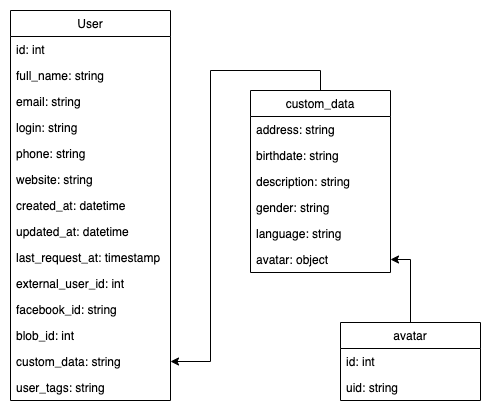 User
id: int
full_name: string
email: string
login: string
phone: string
website: string
created_at: datetime
updated_at: datetime
last_request_at: timestamp
external_user_id: int
facebook_id: string
blob_id: int
custom_data: string
user_tags: string
custom_data
address: string
birthdate: string
description: string
gender: string
language: string
avatar: object
avatar
id: int
uid: string